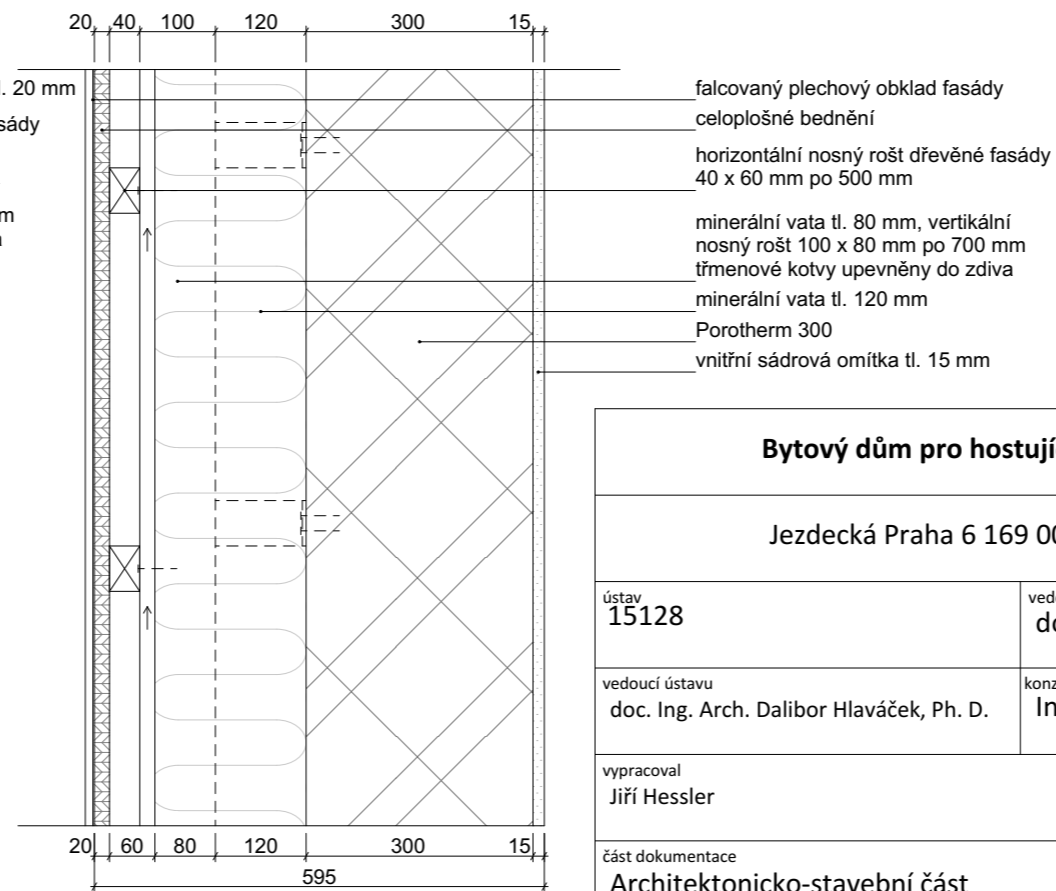 20 40 100 120 300 15
l. 20 mm
sády
m
falcovaný plechový obklad fasády
celoplošné bednění
horizontální nosný rošt dřevěné fasády
40 x 60 mm po 500 mm
minerální vata tl. 80 mm, vertikální
nosný rošt 100 x 80 mm po 700 mm
třmenové kotvy upevněny do zdiva
minerální vata tl. 120 mm
Porotherm 300
vnitřní sádrová omítka tl. 15 mm
20 60 80 120 300 15
595
Bytový dům pro hostují
Jezdecká Praha 6 169 00
ústav
15128
vedo
do
vedoucí ústavu
doc. Ing. Arch. Dalibor Hlaváček, Ph. D.
konz
In
vypracoval
Jiří Hessler
část dokumentace
Architektonicko-stavební část